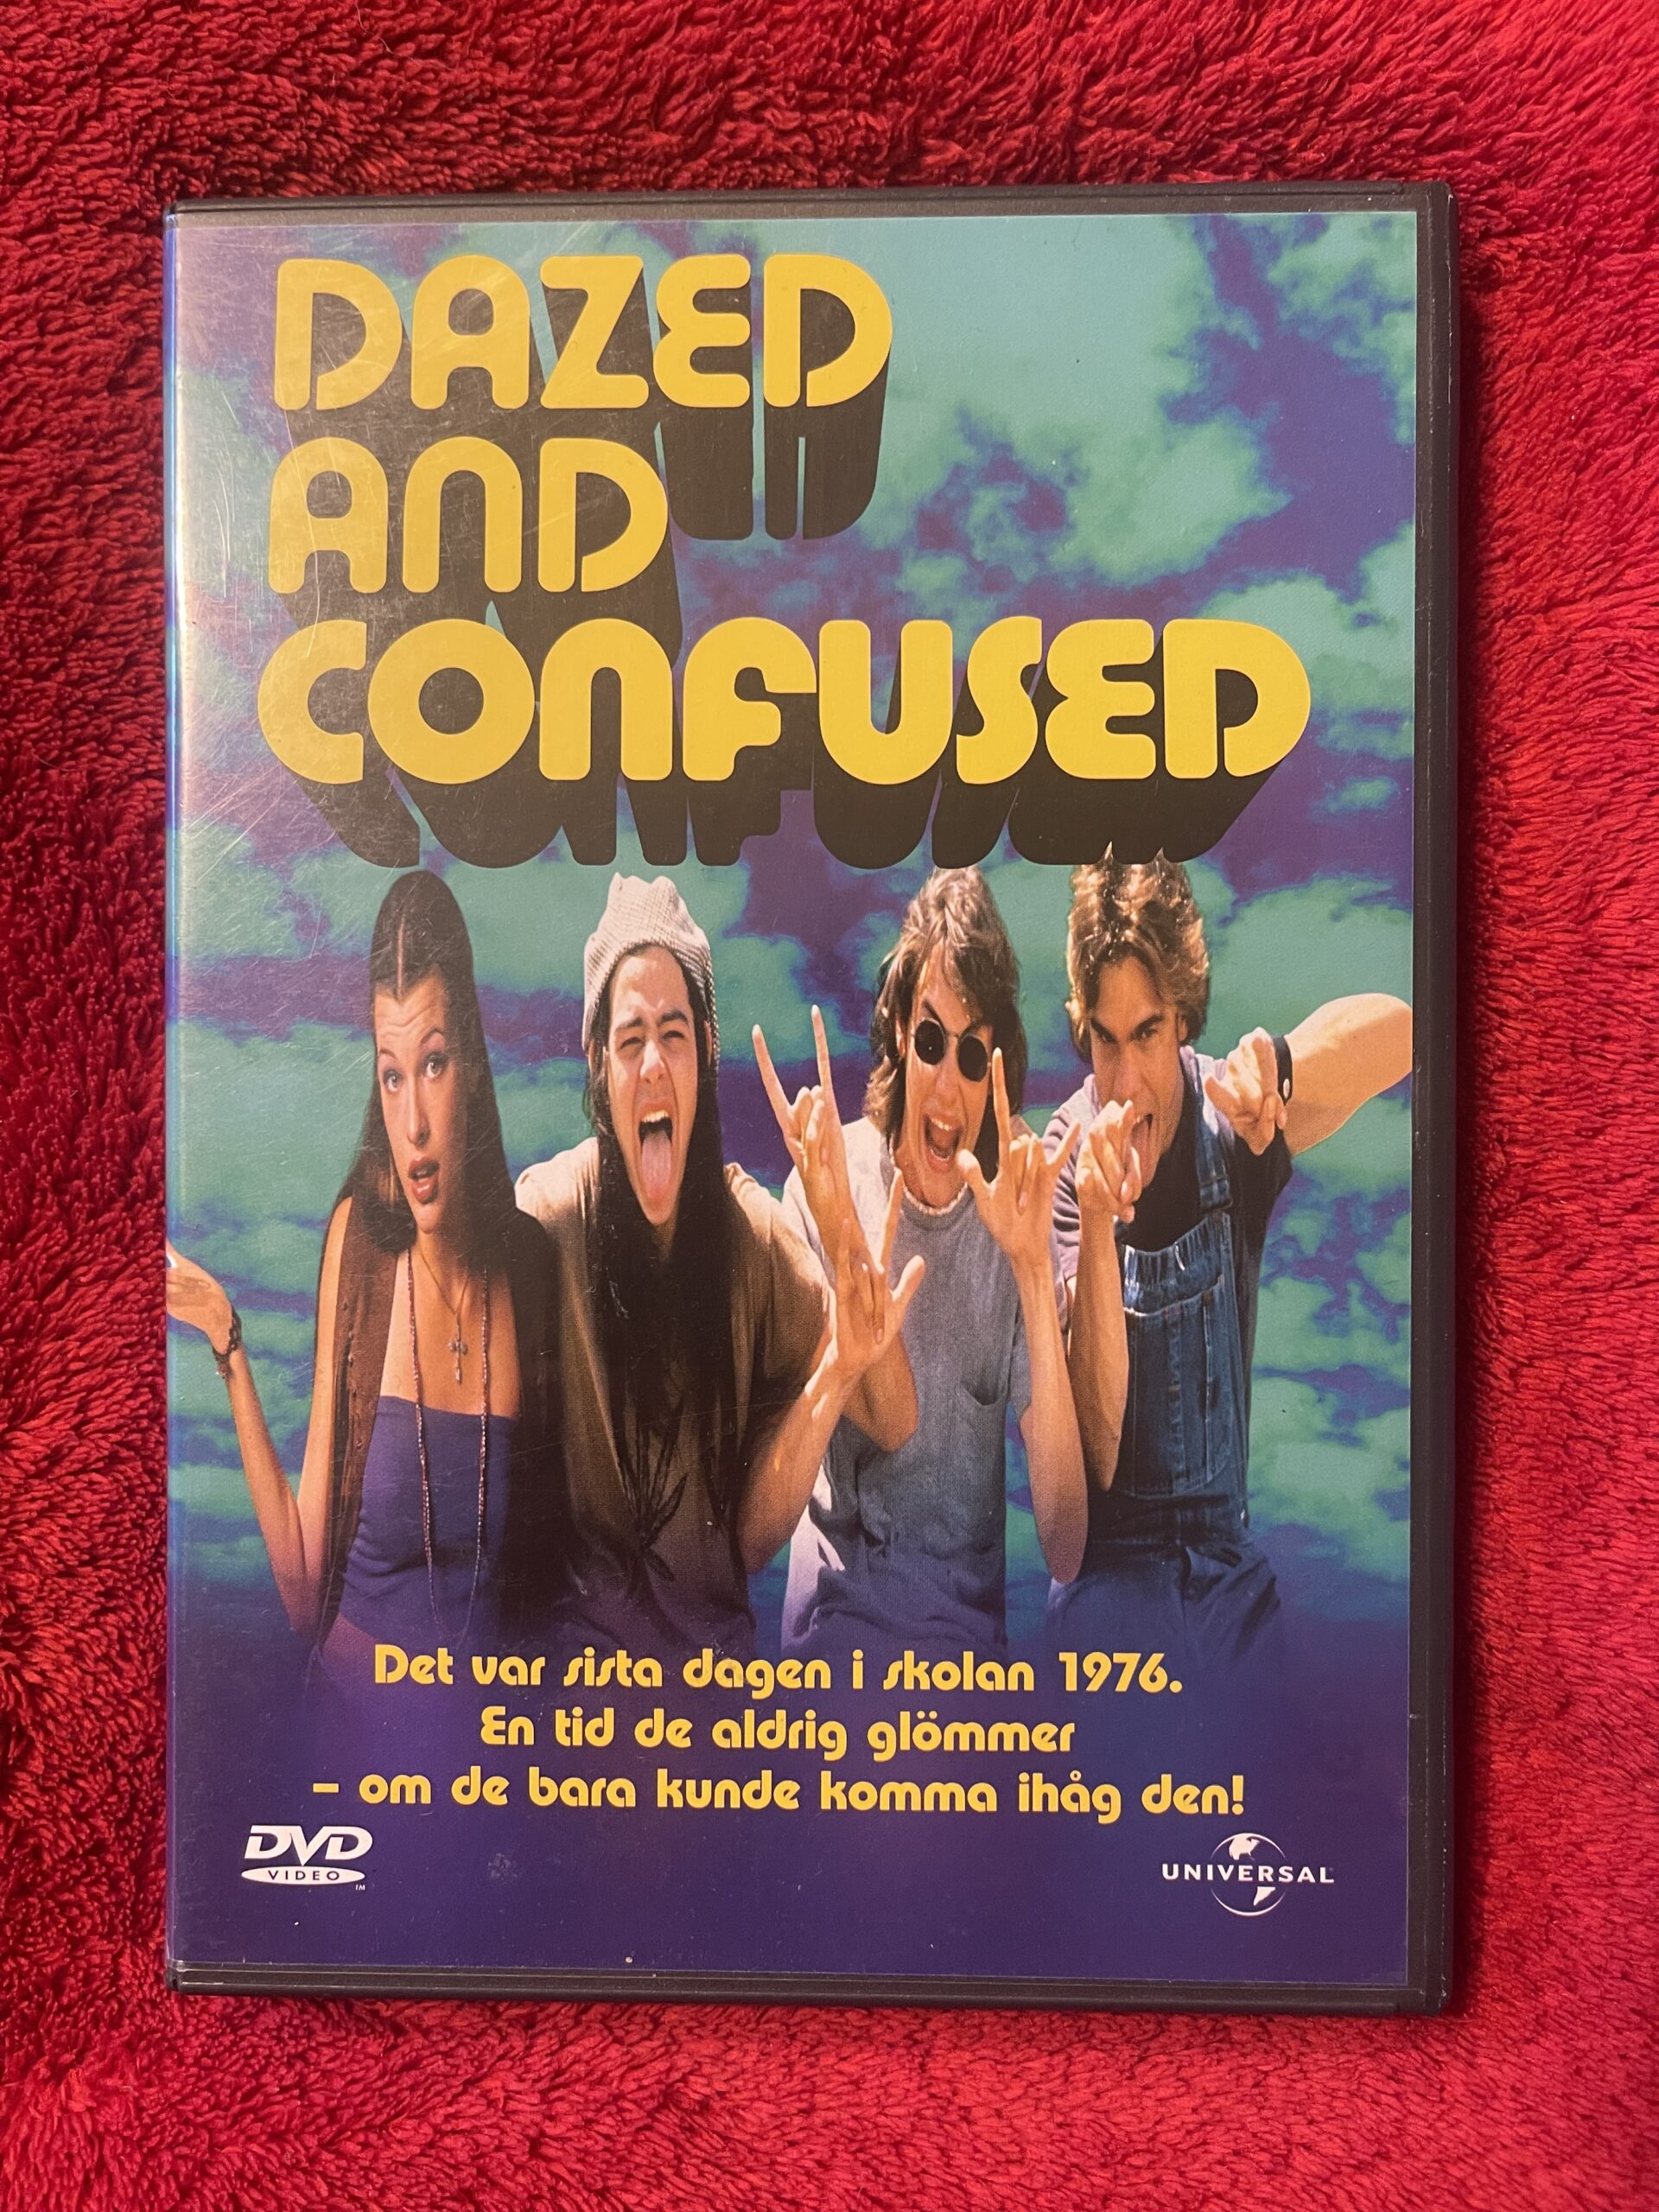 DAZED
AND
CONFUSED
Det var sista dagen i skolan 1976.
En tid de aldrig glömmer
– om de bara kunde komma ihåg den!
DVD
VIDEO
TM
UNIVERSAL